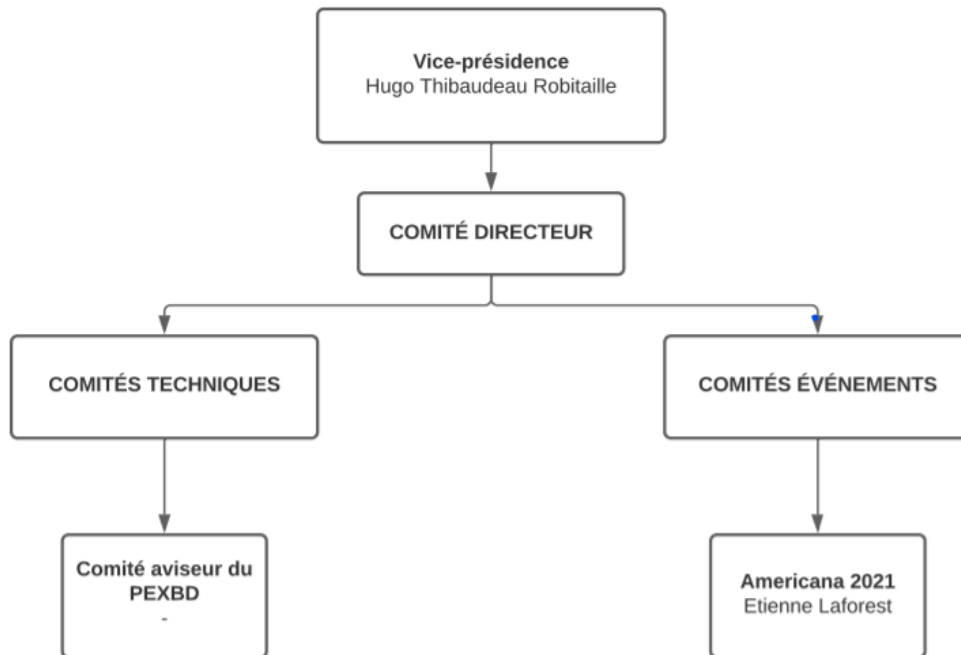 Vice-présidence
Hugo Thibaudeau Robitaille
COMITÉ DIRECTEUR
COMITÉS TECHNIQUES
COMITÉS ÉVÉNEMENTS
Comité aviseur du
PEXBD
-
Americana 2021
Etienne Laforest